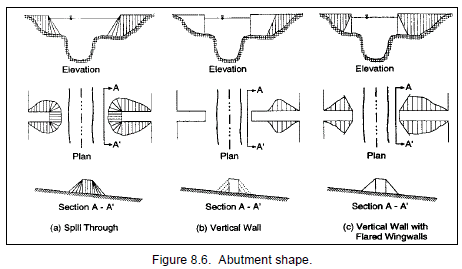 Elevation
Elevation
Elevation
A
A
A
A'
A'
A'
Plan
Plan
Plan
Section A - A'
Section A - A'
Section A - A'
(a) Spill Through
(b) Vertical Wall
(c) Vertical Wall with
Flared Wingwalls
Figure 8.6. Abutment shape.